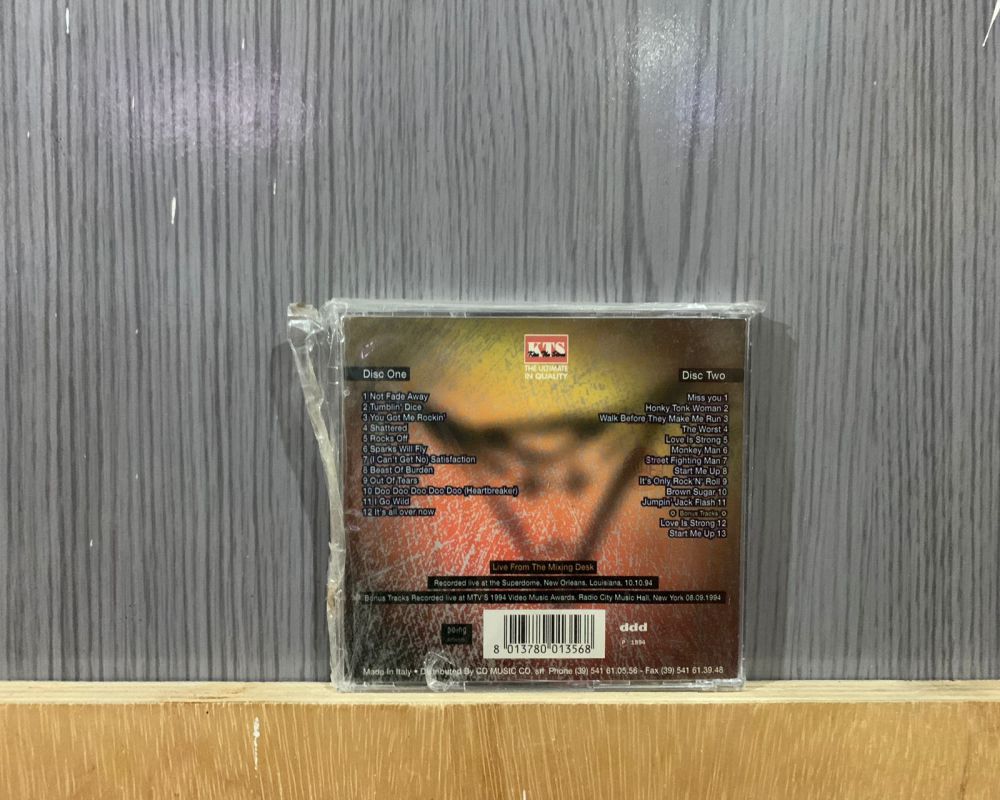 KTS
THE ULTIMATE
IN QUALITY
Disc One
1 Not Fade Away
2 Tumblin' Dice
3 You Got Me Rockin'
4 Shattered
5 Rocks Off
6 Sparks Will Fly
7 (I Can't Get No) Satisfaction
8 Beast Of Burden
9 Out Of Tears
10 Doo Doo Doo Doo Doo (Heartbreaker)
11 I Go Wild
12 It's all over now
Disc Two
Miss you 1
Honky Tonk Woman 2
Walk Before They Make Me Run 3
The Worst 4
Love Is Strong 5
Monkey Man 6
Street Fighting Man 7
Start Me Up 8
It's Only Rock'N' Roll 9
Brown Sugar 10
Jumpin' Jack Flash 11
Bonus Tracks
Love Is Strong 12
Start Me Up 13
Live From The Mixing Desk
Recorded live at the Superdome, New Orleans, Louisiana, 10.10.94
Bonus Tracks Recorded live at MTV'S 1994 Video Music Awards, Radio City Music Hall, New York 08.09.1994
8 013780 013568
ddd
P 1994
Made In Italy • Distributed By CD MUSIC CO. srl Phone (39) 541 61.05.56 - Fax (39) 541 61.39.48